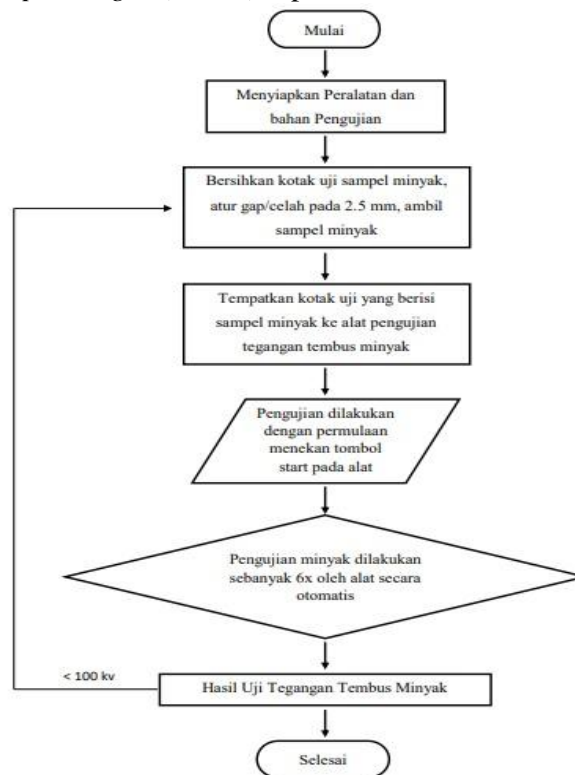 Mulai
Menyiapkan Peralatan dan
bahan Pengujian
Bersihkan kotak uji sampel minyak,
atur gap/celah pada 2.5 mm, ambil
sampel minyak
Tempatkan kotak uji yang berisi
sampel minyak ke alat pengujian
tegangan tembus minyak
Pengujian dilakukan
dengan permulaan
menekan tombol
start pada alat
Pengujian minyak dilakukan
sebanyak 6x oleh alat secara
otomatis
< 100 kv
Hasil Uji Tegangan Tembus Minyak
Selesai